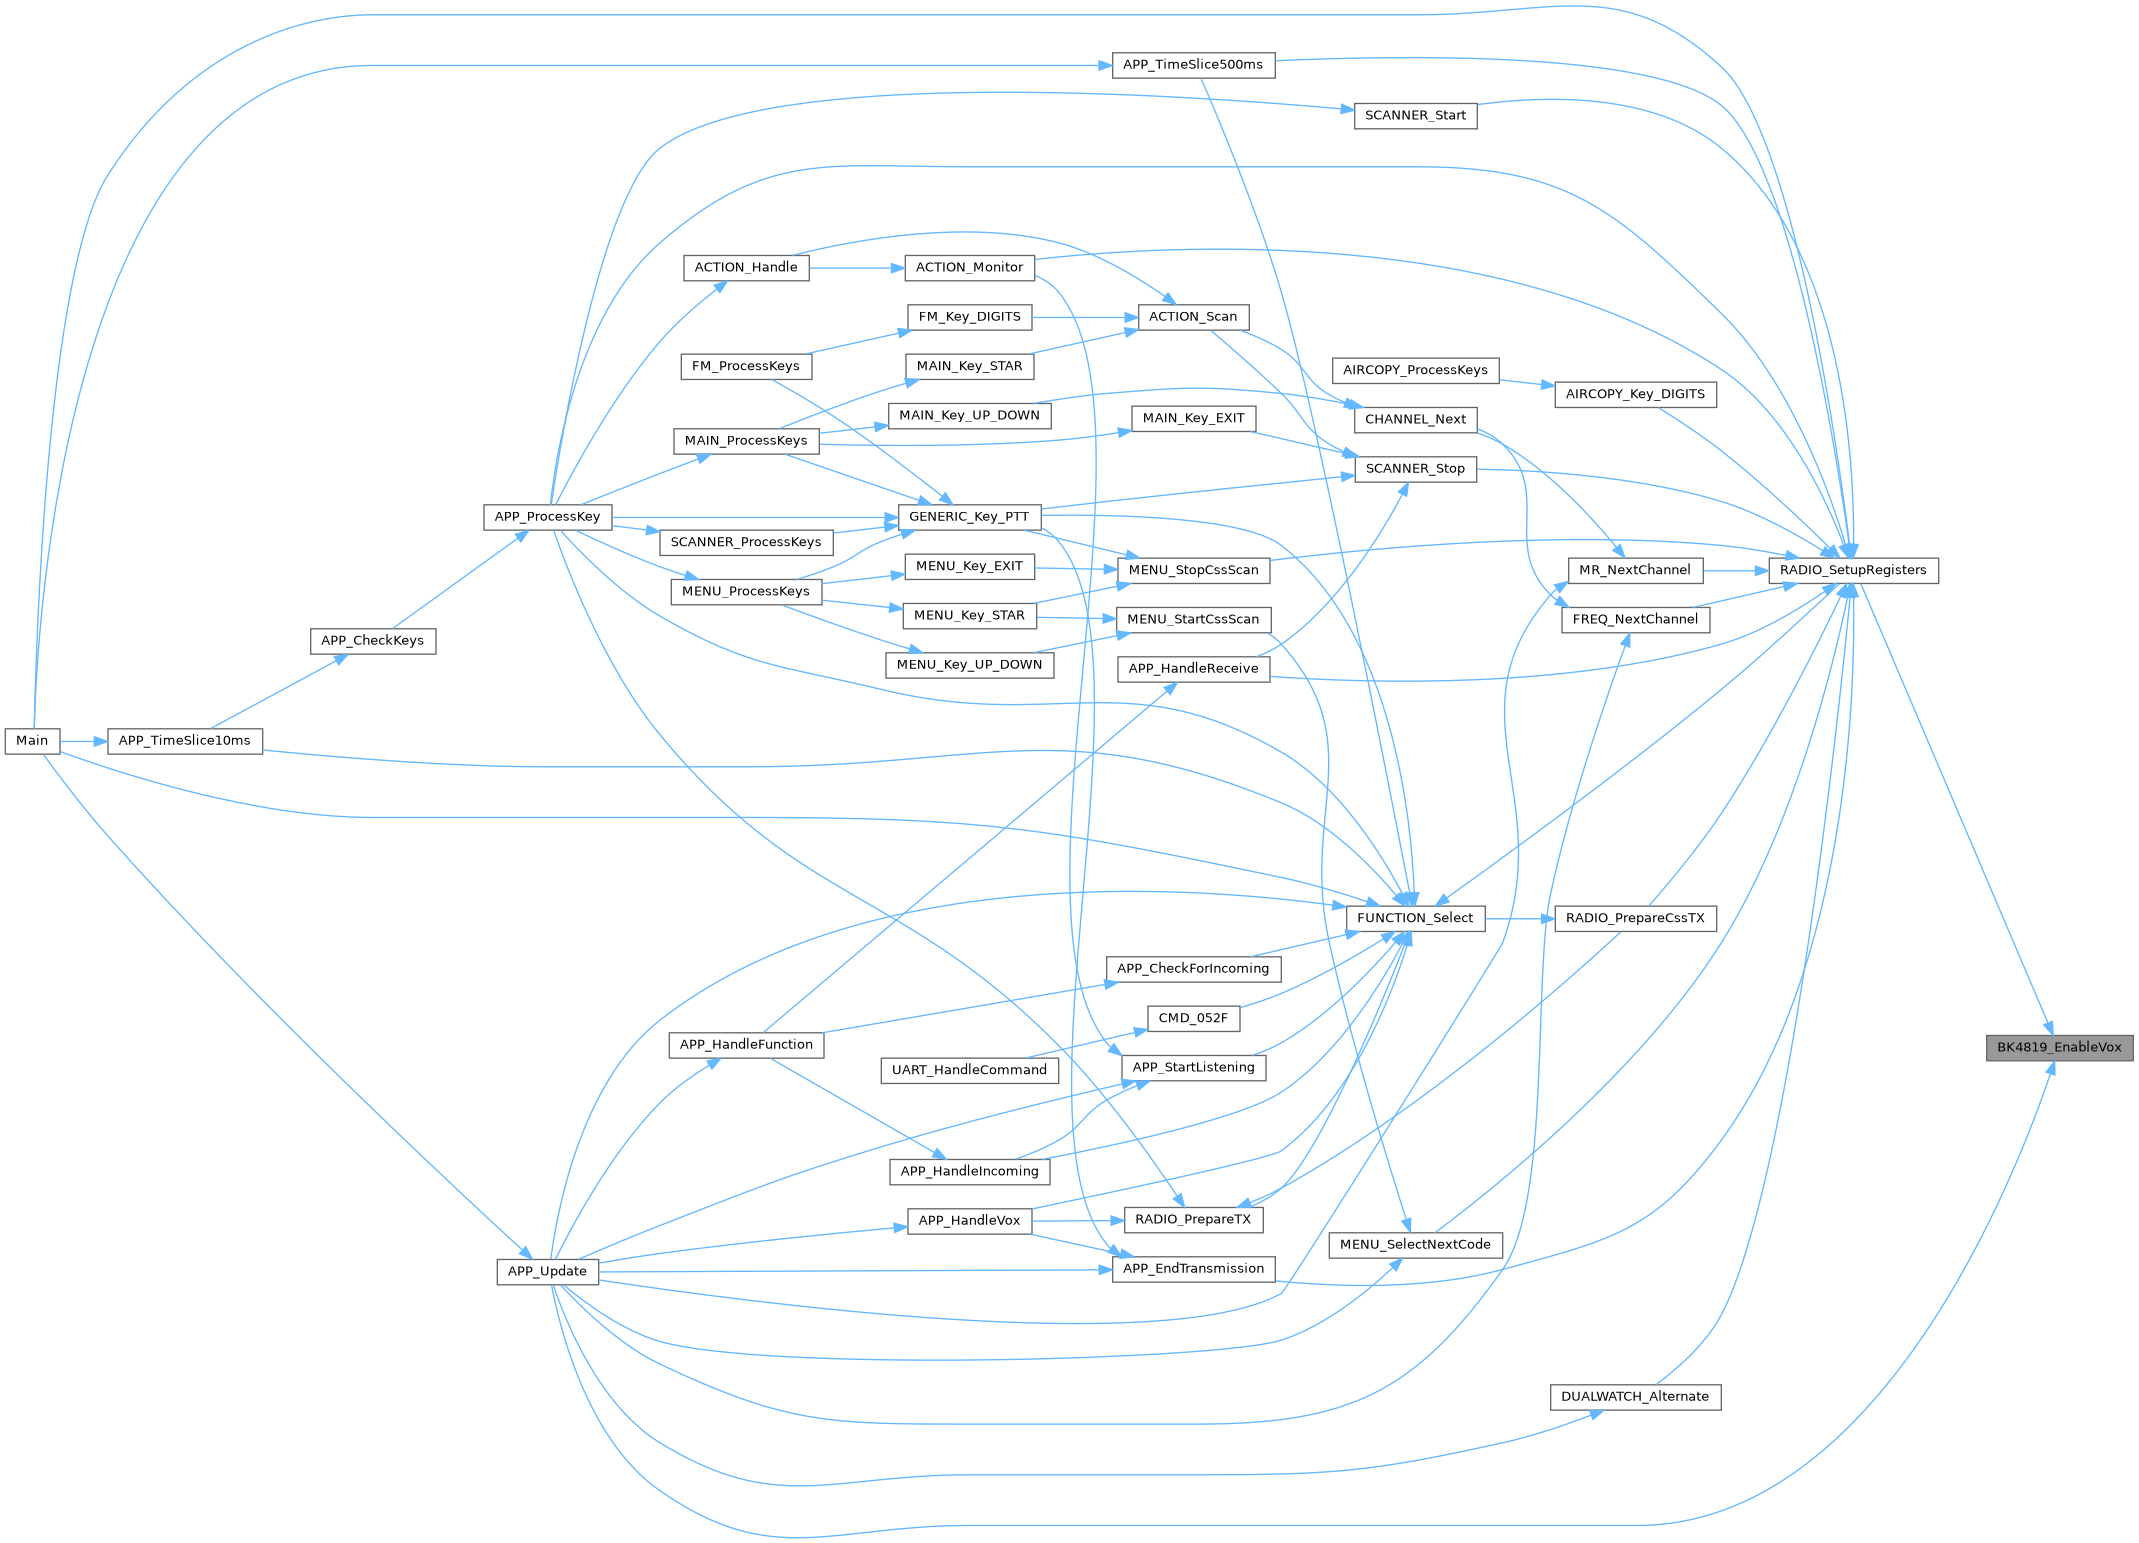 APP_TimeSlice500ms
SCANNER_Start
ACTION_Handle
ACTION_Monitor
FM_Key_DIGITS
ACTION_Scan
FM_ProcessKeys
MAIN_Key_STAR
AIRCOPY_ProcessKeys
AIRCOPY_Key_DIGITS
MAIN_Key_UP_DOWN
MAIN_Key_EXIT
CHANNEL_Next
MAIN_ProcessKeys
SCANNER_Stop
APP_ProcessKey
GENERIC_Key_PTT
SCANNER_ProcessKeys
MENU_Key_EXIT
MENU_StopCssScan
MR_NextChannel
RADIO_SetupRegisters
MENU_ProcessKeys
MENU_Key_STAR
MENU_StartCssScan
FREQ_NextChannel
APP_CheckKeys
MENU_Key_UP_DOWN
APP_HandleReceive
Main
APP_TimeSlice10ms
FUNCTION_Select
RADIO_PrepareCssTX
APP_CheckForIncoming
CMD_052F
APP_HandleFunction
BK4819_EnableVox
UART_HandleCommand
APP_StartListening
APP_HandleIncoming
APP_HandleVox
RADIO_PrepareTX
MENU_SelectNextCode
APP_Update
APP_EndTransmission
DUALWATCH_Alternate